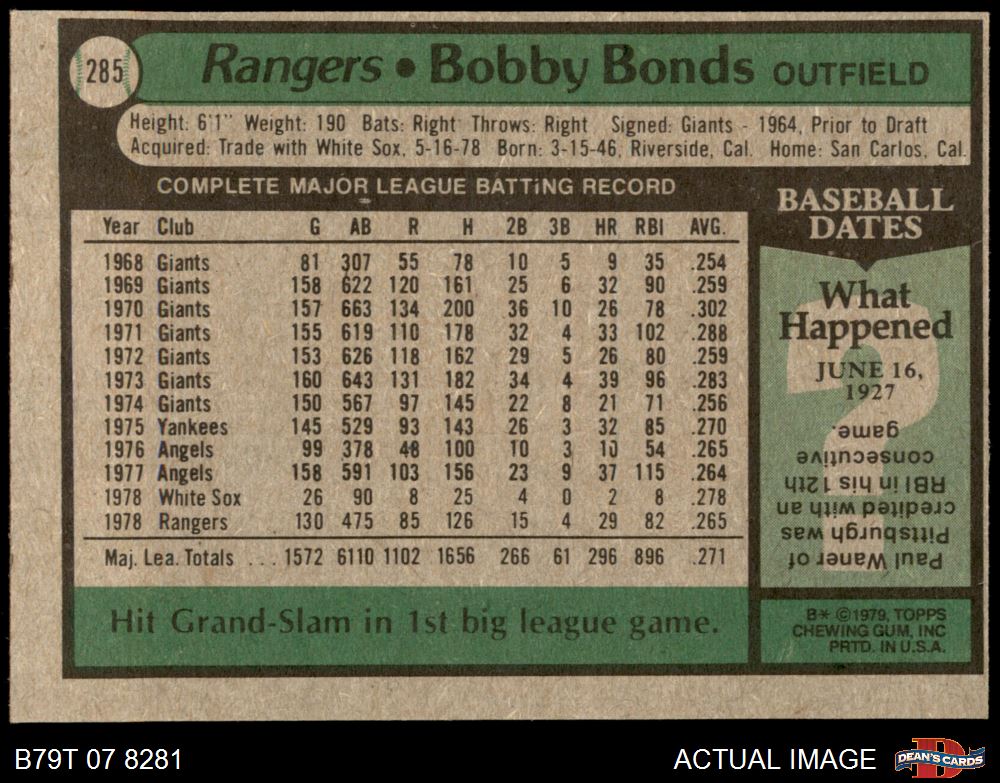 285
Rangers • Bobby Bonds OUTFIELD
Height: 6'1" Weight: 190 Bats: Right Throws: Right Signed: Giants - 1964, Prior to Draft
Acquired: Trade with White Sox, 5-16-78 Born: 3-15-46, Riverside, Cal. Home: San Carlos, Cal.
COMPLETE MAJOR LEAGUE BATTING RECORD
Year Club G AB R H 2B 3B HR RBI AVG.
1968 Giants 81 307 55 78 10 5 9 35 .254
1969 Giants 158 622 120 161 25 6 32 90 .259
1970 Giants 157 663 134 200 36 10 26 78 .302
1971 Giants 155 619 110 178 32 4 33 102 .288
1972 Giants 153 626 118 162 29 5 26 80 .259
1973 Giants 160 643 131 182 34 4 39 96 .283
1974 Giants 150 567 97 145 22 8 21 71 .256
1975 Yankees 145 529 93 143 26 3 32 85 .270
1976 Angels 99 378 48 100 10 3 10 54 .265
1977 Angels 158 591 103 156 23 9 37 115 .264
1978 White Sox 26 90 8 25 4 0 2 8 .278
1978 Rangers 130 475 85 126 15 4 29 82 .265
Maj. Lea. Totals ... 1572 6110 1102 1656 266 61 296 896 .271
Hit Grand-Slam in 1st big league game.
BASEBALL
DATES
What
Happened
JUNE 16,
1927
?
Paul Waner of
Pittsburgh was
credited with an
RBI in his 12th
consecutive
game.
B* ©1979, TOPPS
CHEWING GUM, INC
PRTD. IN U.S.A.
B79T 07 8281
ACTUAL IMAGE
D
DEAN'S CARDS